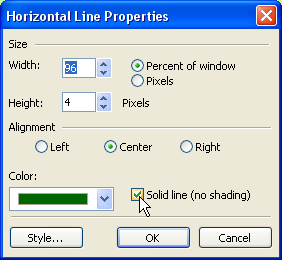 Horizontal Line Properties
Size
Width: 96 Percent of window
Pixels
Height: 4 Pixels
Alignment
Left Center Right
Color:
Solid line (no shading)
Style... OK Cancel